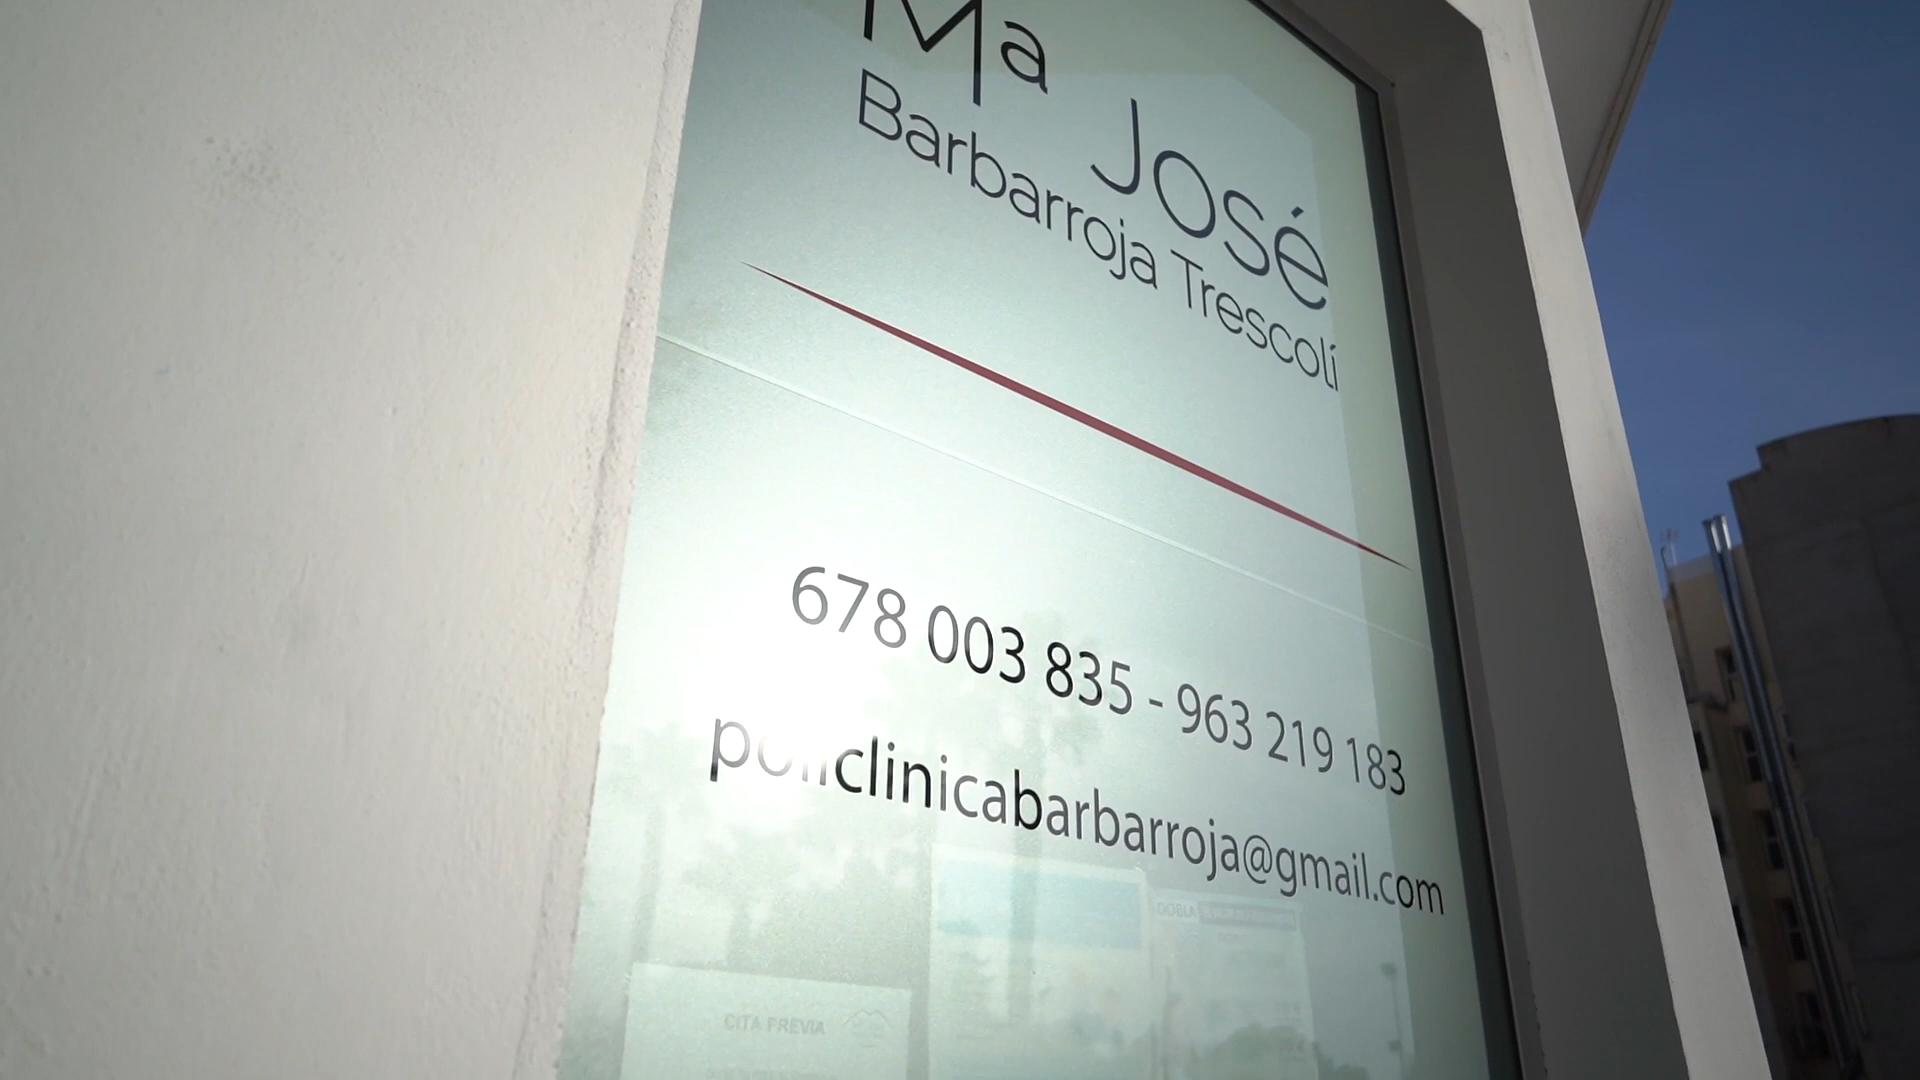 Ma José
Barbarroja Trescolí
678 003 835 - 963 219 183
policlinicabarbarroja@gmail.com
CITA PREVIA